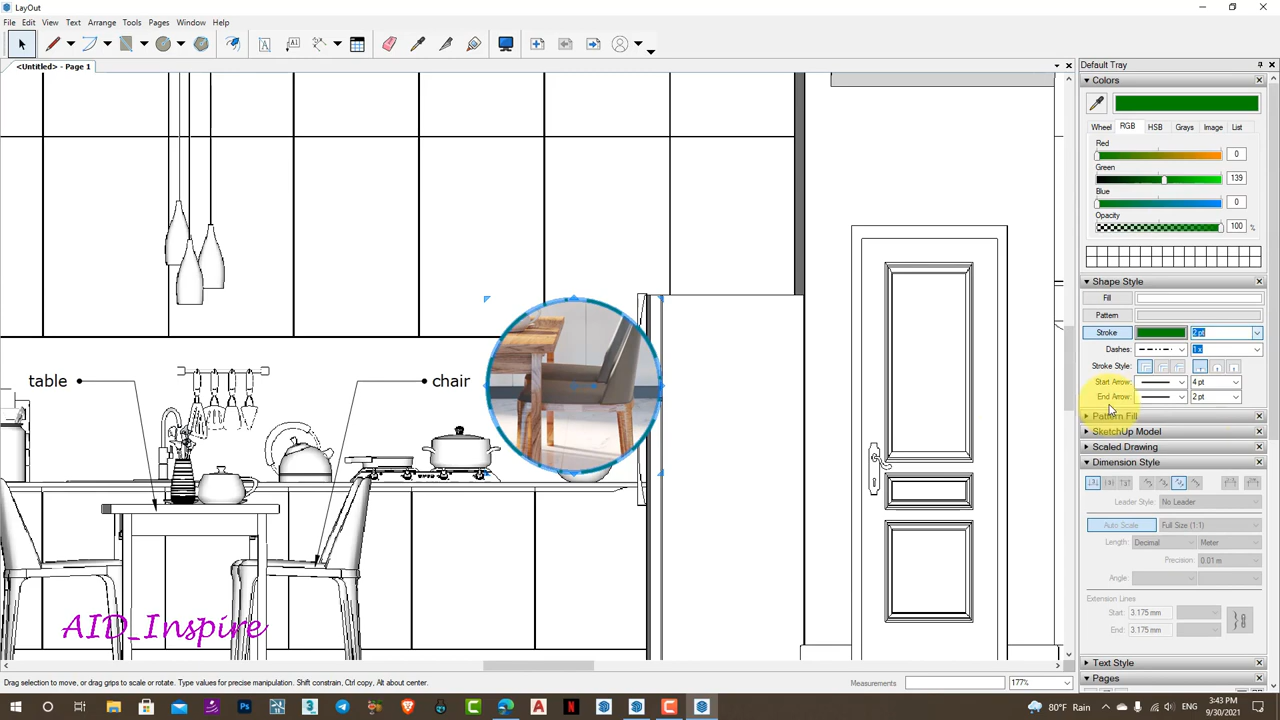 LayOut
File Edit View Text Arrange Tools Pages Window Help
<Untitled> - Page 1
Default Tray
Colors
Wheel RGB HSB Grays Image List
Red
0
Green
139
Blue
0
Opacity
100 %
Shape Style
Fill
Pattern
Stroke 2 pt
Dashes: 1 x
Stroke Style:
Start Arrow: 4 pt
End Arrow: 2 pt
Pattern Fill
SketchUp Model
Scaled Drawing
Dimension Style
Leader Style: No Leader
Auto Scale Full Size (1:1)
Length: Decimal Meter
Precision: 0.01 m
Angle:
Extension Lines
Start: 3.175 mm
End: 3.175 mm
Text Style
Pages
table
chair
AID_Inspire
Drag selection to move, or drag grips to scale or rotate. Type values for precise manipulation. Shift constrain, Ctrl copy, Alt about center.
Measurements
177%
80°F Rain
3:43 PM
9/30/2021